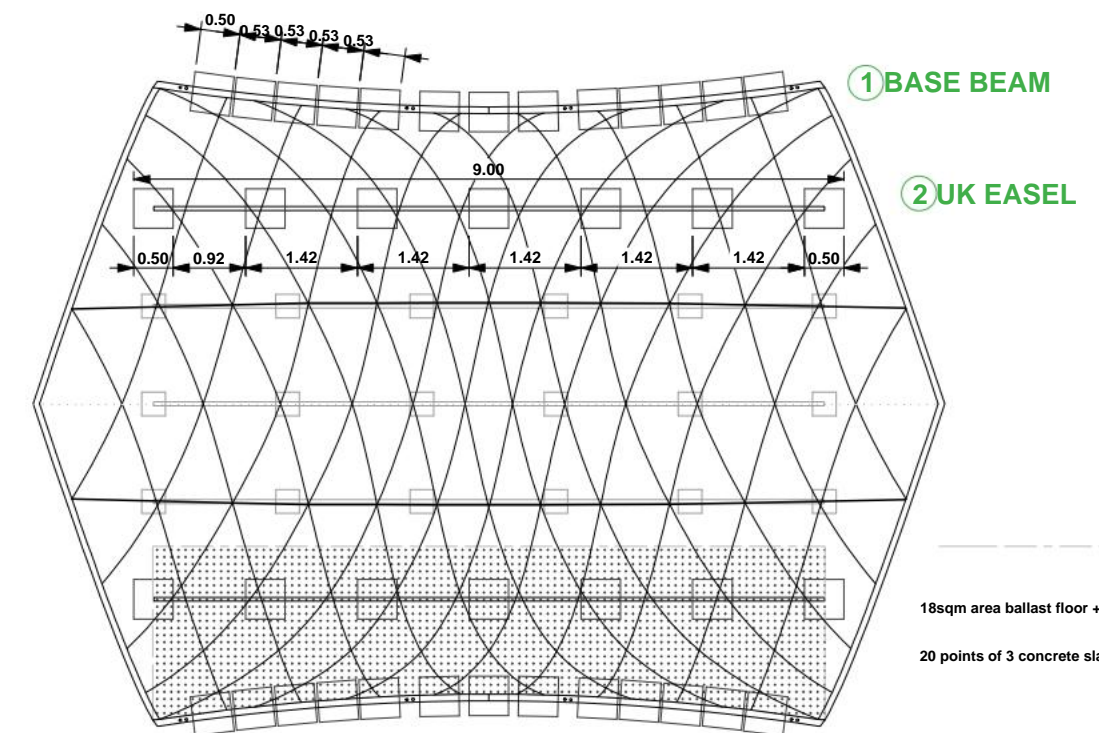 0.50
0.53 0.53 0.53 0.53
1 BASE BEAM
9.00
2 UK EASEL
0.50 0.92 1.42 1.42 1.42 1.42 1.42 0.50
18sqm area ballast floor +
20 points of 3 concrete sla